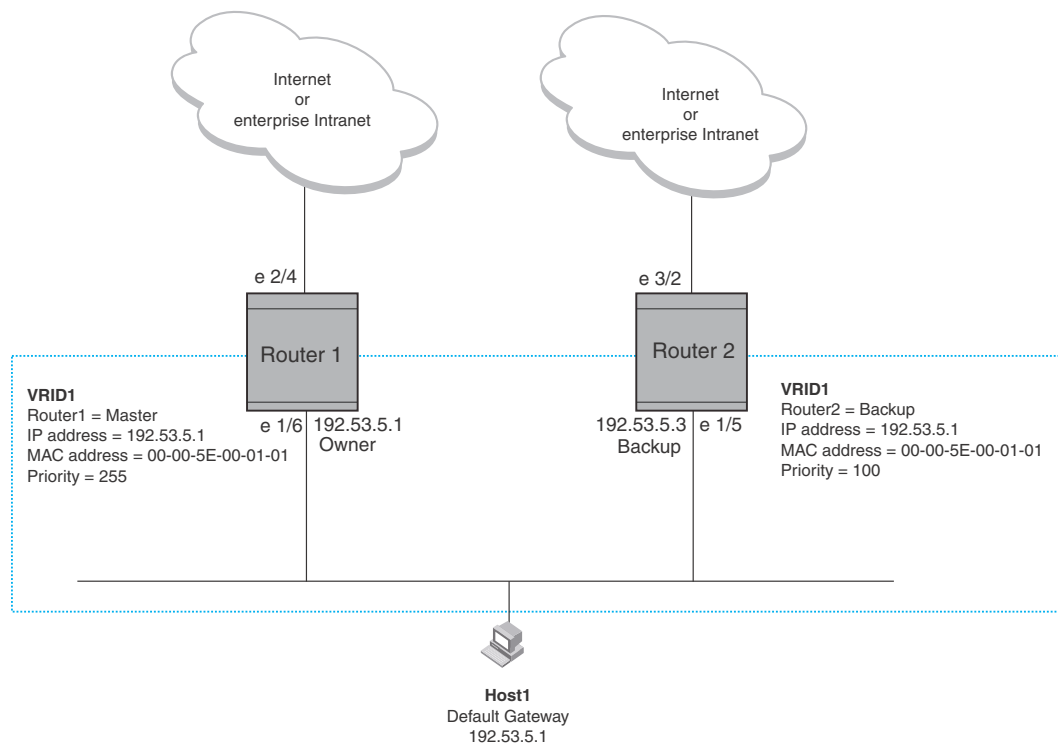 Internet
or
enterprise Intranet
Internet
or
enterprise Intranet
e 2/4
e 3/2
Router 1
Router 2
VRID1
Router1 = Master
IP address = 192.53.5.1
MAC address = 00-00-5E-00-01-01
Priority = 255
e 1/6
192.53.5.1
Owner
192.53.5.3
Backup
e 1/5
VRID1
Router2 = Backup
IP address = 192.53.5.1
MAC address = 00-00-5E-00-01-01
Priority = 100
Host1
Default Gateway
192.53.5.1